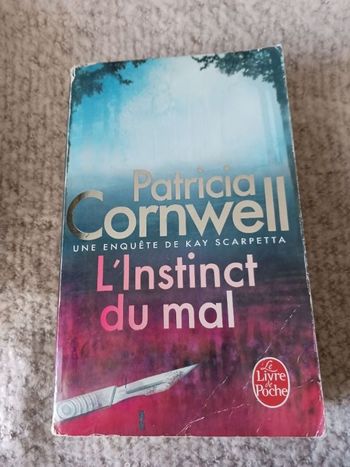 Patricia
Cornwell
UNE ENQUÊTE DE KAY SCARPETTA
L'Instinct
du mal
Le
Livre
de
Poche